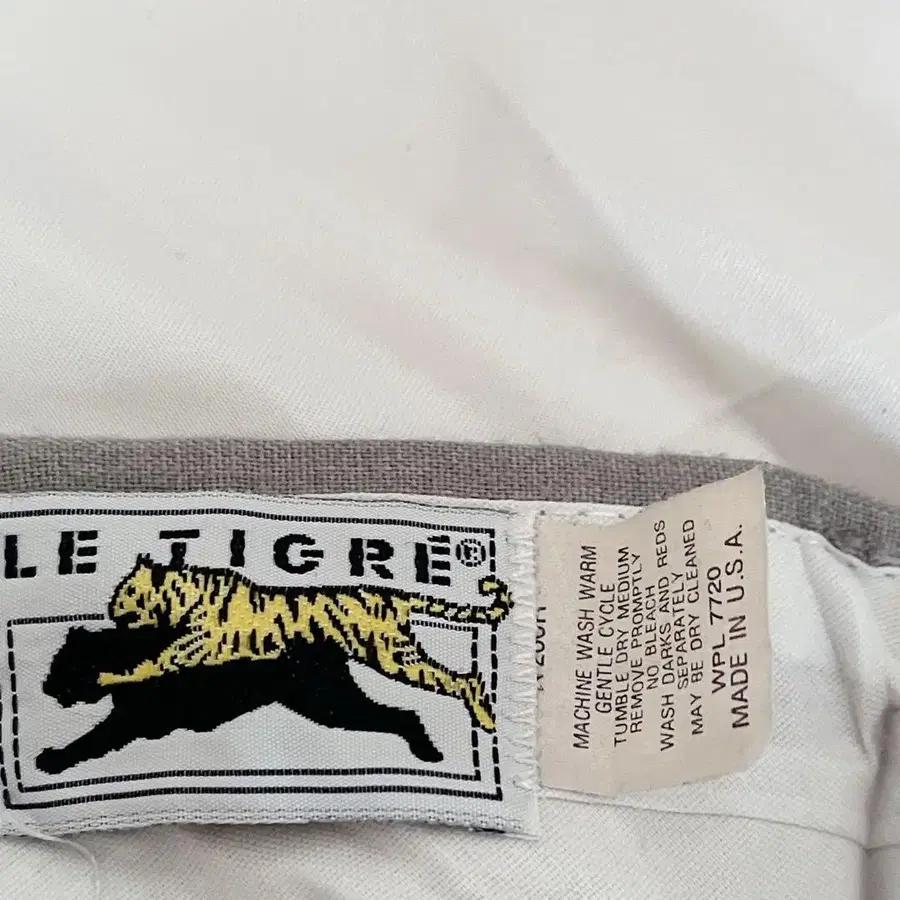 LE TIGRÉ®
MACHINE WASH WARM
GENTLE CYCLE
TUMBLE DRY MEDIUM
REMOVE PROMPTLY
NO BLEACH
WASH DARKS AND REDS
SEPARATELY
MAY BE DRY CLEANED
WPL 7720
MADE IN U.S.A.